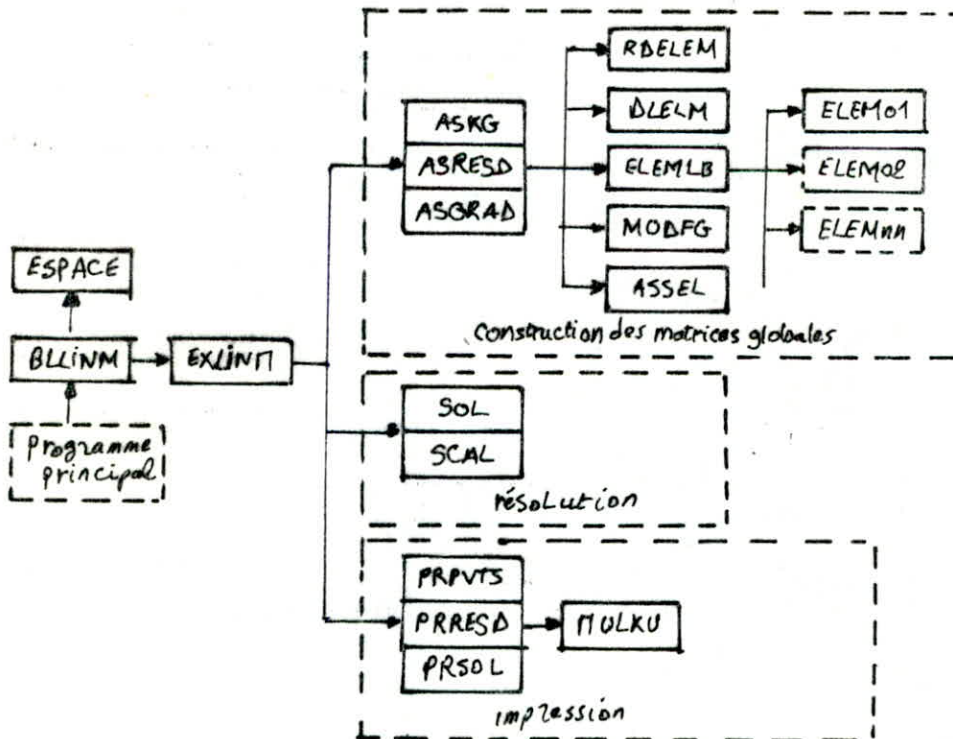 RDELEM
DLELM
ELEMLB
MODFG
ASSEL
ELEM01
ELEM02
ELEMnn
ASKG
ASRESD
ASGRAD
construction des matrices globales
ESPACE
BLLINM
EXLINM
programme
principal
SOL
SCAL
résolution
PRPVTS
PRRESD
PRSOL
MULKU
impression